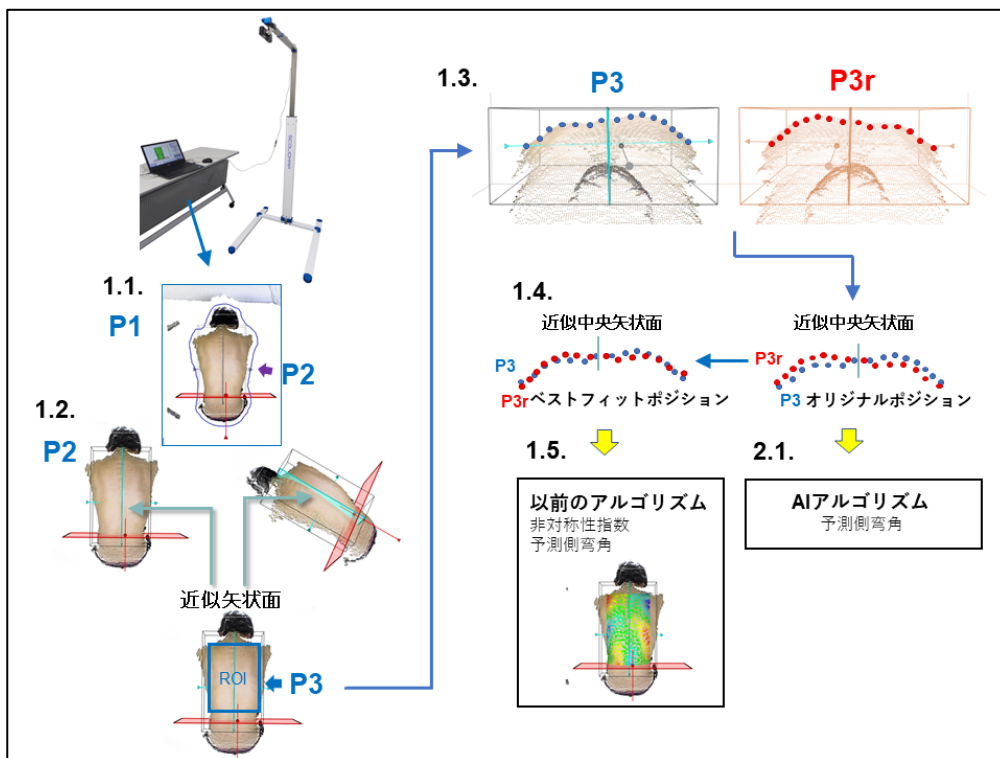 1.3.
P3
P3r
SCOLIOMAP
1.1.
P1
P2
1.2.
P2
近似矢状面
ROI
P3
1.4.
近似中央矢状面
P3
P3rベストフィットポジション
近似中央矢状面
P3r
P3 オリジナルポジション
1.5.
以前のアルゴリズム
非対称性指数
予測側弯角
2.1.
AIアルゴリズム
予測側弯角